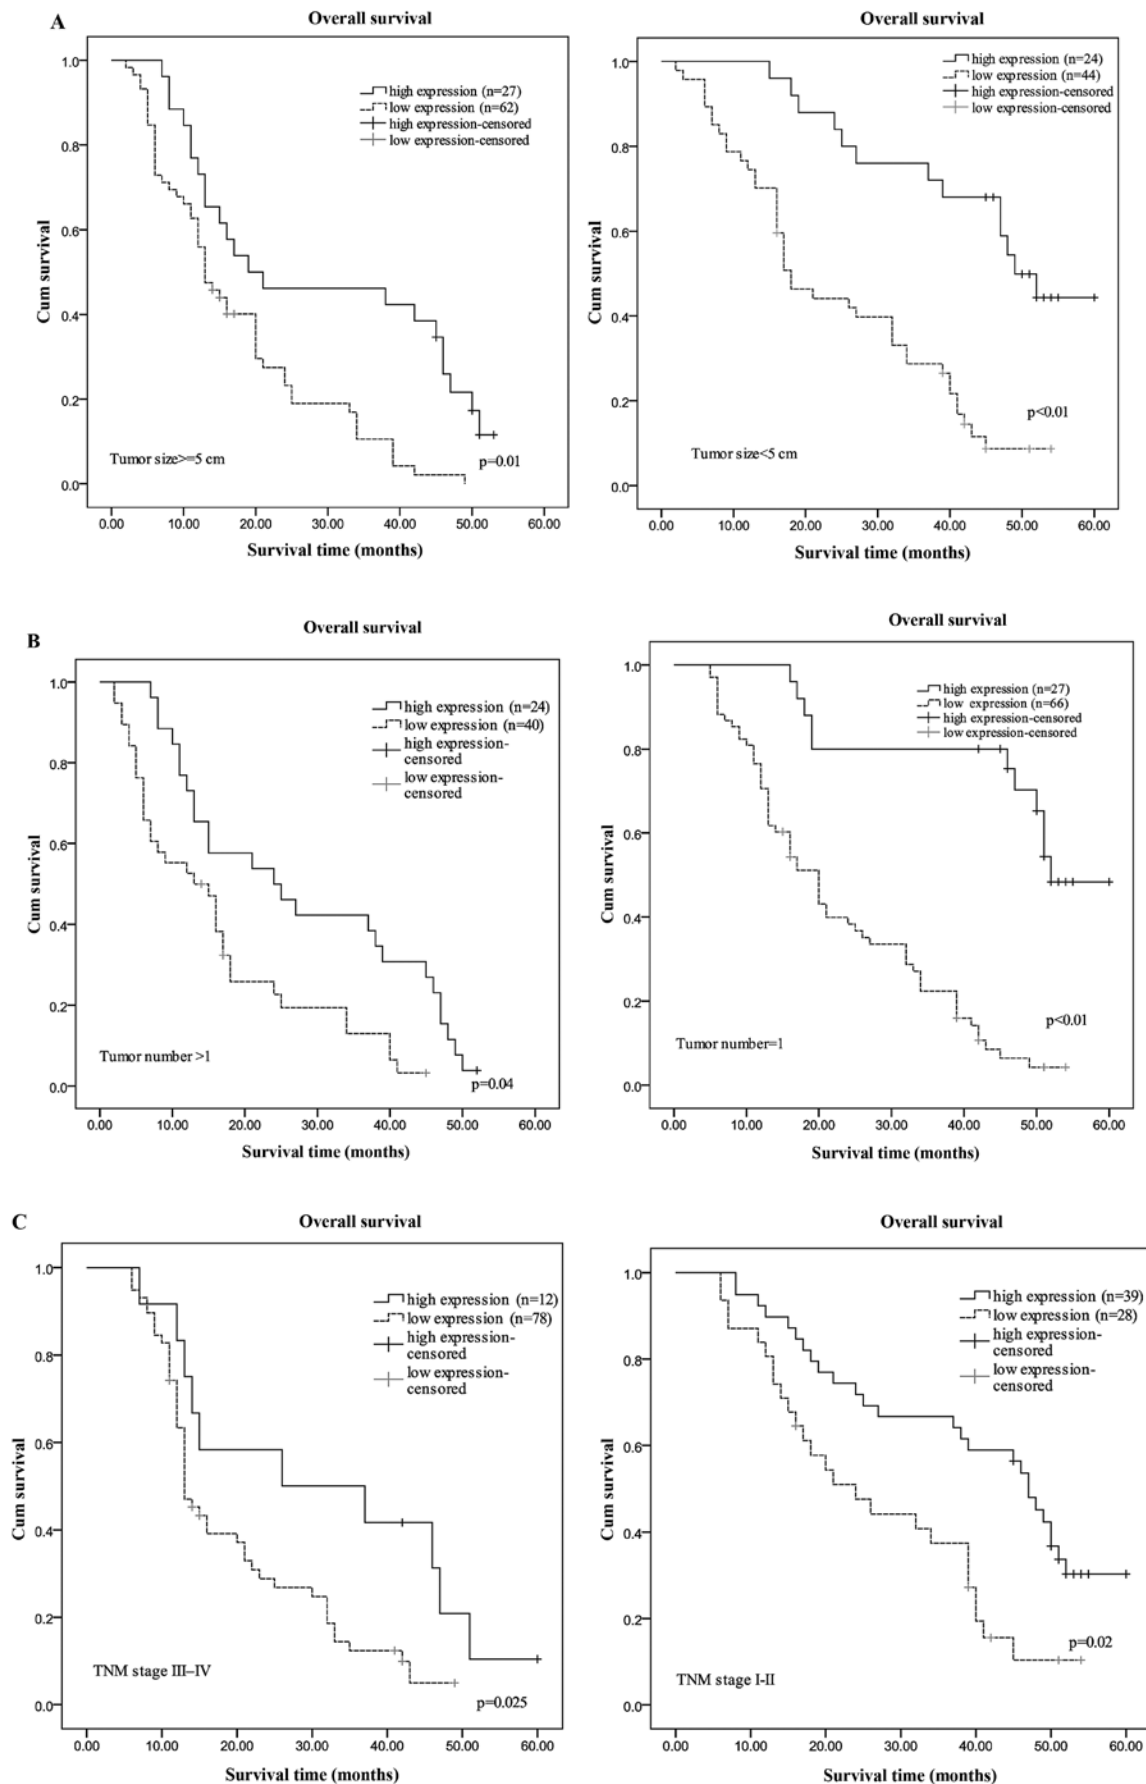 A
Overall survival
high expression (n=27)
low expression (n=62)
high expression-censored
low expression-censored
Cum survival
1.0
0.8
0.6
0.4
0.2
0.0
Tumor size>=5 cm
p=0.01
0.00 10.00 20.00 30.00 40.00 50.00 60.00
Survival time (months)
Overall survival
high expression (n=24)
low expression (n=44)
high expression-censored
low expression-censored
Cum survival
1.0
0.8
0.6
0.4
0.2
0.0
p<0.01
Tumor size<5 cm
0.00 10.00 20.00 30.00 40.00 50.00 60.00
Survival time (months)
B
Overall survival
high expression (n=24)
low expression (n=40)
high expression-
censored
low expression-
censored
Cum survival
1.0
0.8
0.6
0.4
0.2
0.0
Tumor number >1
p=0.04
0.00 10.00 20.00 30.00 40.00 50.00 60.00
Survival time (months)
Overall survival
high expression (n=27)
low expression (n=66)
high expression-censored
low expression-censored
Cum survival
1.0
0.8
0.6
0.4
0.2
0.0
p<0.01
Tumor number=1
0.00 10.00 20.00 30.00 40.00 50.00 60.00
Survival time (months)
C
Overall survival
high expression (n=12)
low expression (n=78)
high expression-
censored
low expression-
censored
Cum survival
1.0
0.8
0.6
0.4
0.2
0.0
TNM stage III–IV
p=0.025
0.00 10.00 20.00 30.00 40.00 50.00 60.00
Survival time (months)
Overall survival
high expression (n=39)
low expression (n=28)
high expression-
censored
low expression-
censored
Cum survival
1.0
0.8
0.6
0.4
0.2
0.0
p=0.02
TNM stage I-II
0.00 10.00 20.00 30.00 40.00 50.00 60.00
Survival time (months)